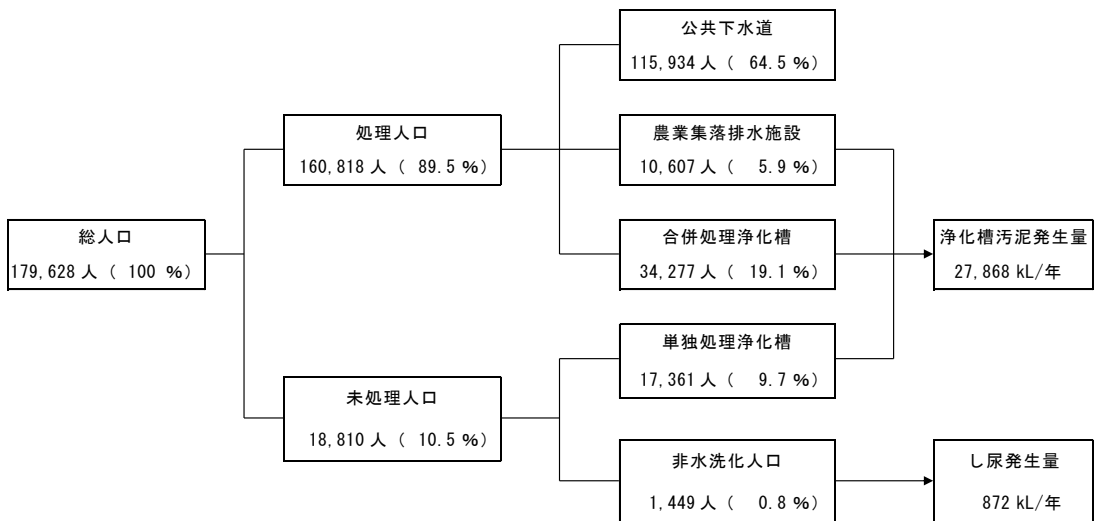 総人口
179,628 人 ( 100 %)
処理人口
160,818 人 ( 89.5 %)
未処理人口
18,810 人 ( 10.5 %)
公共下水道
115,934 人 ( 64.5 %)
農業集落排水施設
10,607 人 ( 5.9 %)
合併処理浄化槽
34,277 人 ( 19.1 %)
単独処理浄化槽
17,361 人 ( 9.7 %)
非水洗化人口
1,449 人 ( 0.8 %)
浄化槽汚泥発生量
27,868 kL/年
し尿発生量
872 kL/年